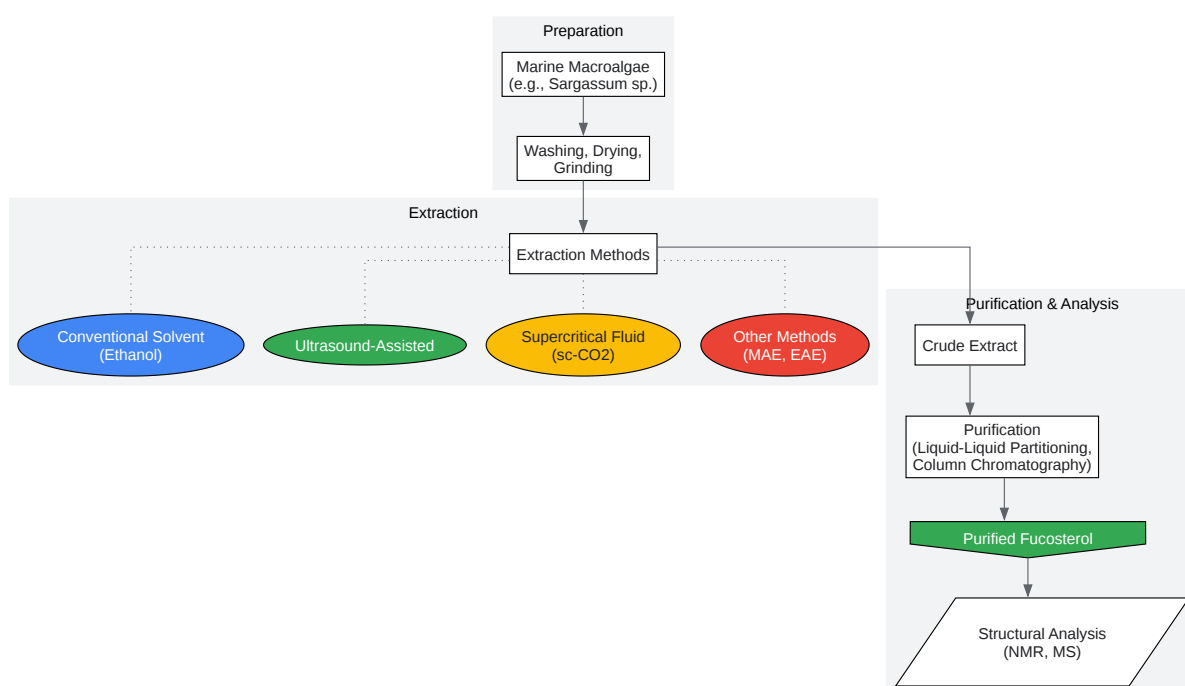 Preparation
Marine Macroalgae
(e.g., Sargassum sp.)
Washing, Drying,
Grinding
Extraction
Extraction Methods
Conventional Solvent
(Ethanol)
Ultrasound-Assisted
Supercritical Fluid
(sc-CO2)
Other Methods
(MAE, EAE)
Purification & Analysis
Crude Extract
Purification
(Liquid-Liquid Partitioning,
Column Chromatography)
Purified Fucosterol
Structural Analysis
(NMR, MS)